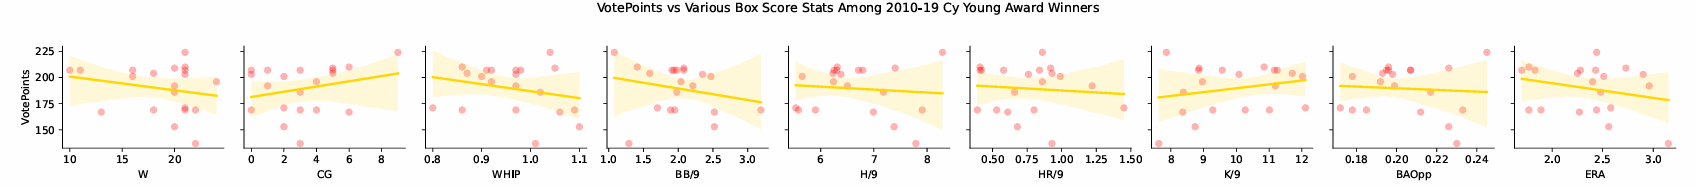 VotePoints vs Various Box Score Stats Among 2010-19 Cy Young Award Winners
VotePoints
225
200
175
150
10 15 20
W
0 2 4 6 8
CG
0.8 0.9 1.0 1.1
WHIP
1.0 1.5 2.0 2.5 3.0
BB/9
6 7 8
H/9
0.50 0.75 1.00 1.25 1.50
HR/9
8 9 10 11 12
K/9
0.18 0.20 0.22 0.24
BAOpp
2.0 2.5 3.0
ERA